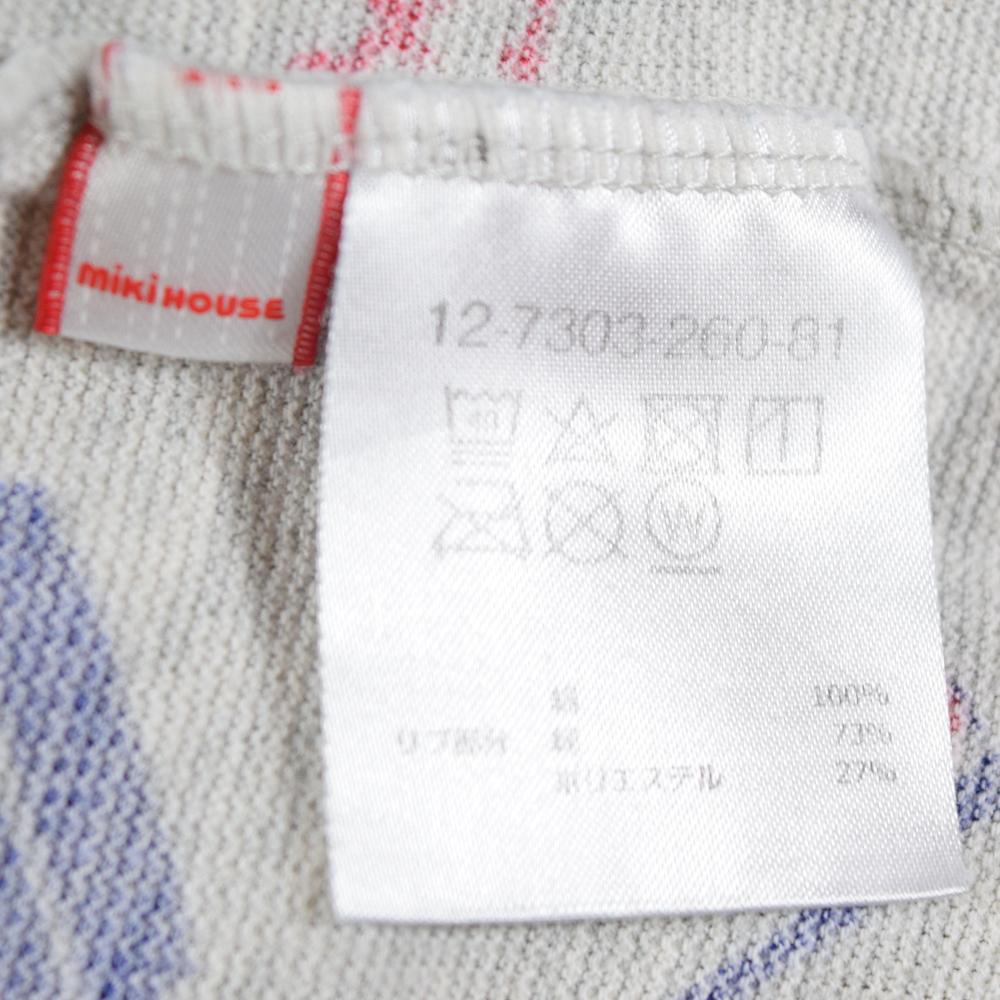 miki HOUSE
12-7303-260-81
40
W
綿 100%
リブ部分 綿 73%
ポリエステル 27%